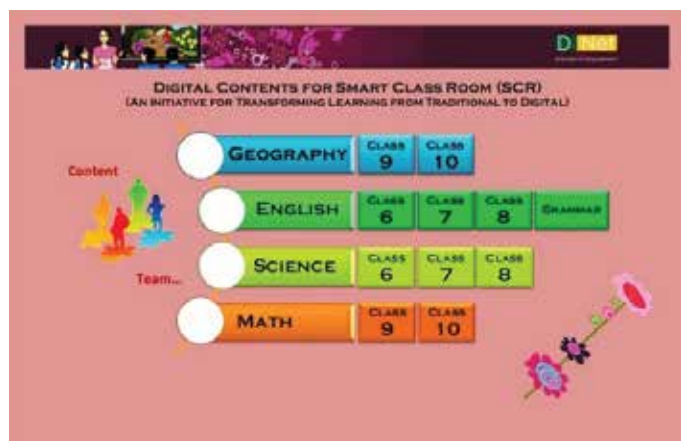 D Net
DIGITAL CONTENTS FOR SMART CLASS ROOM (SCR)
(AN INITIATIVE FOR TRANSFORMING LEARNING FROM TRADITIONAL TO DIGITAL)
GEOGRAPHY CLASS 9 CLASS 10
Content
ENGLISH CLASS 6 CLASS 7 CLASS 8 GRAMMAR
SCIENCE CLASS 6 CLASS 7 CLASS 8
Team...
MATH CLASS 9 CLASS 10